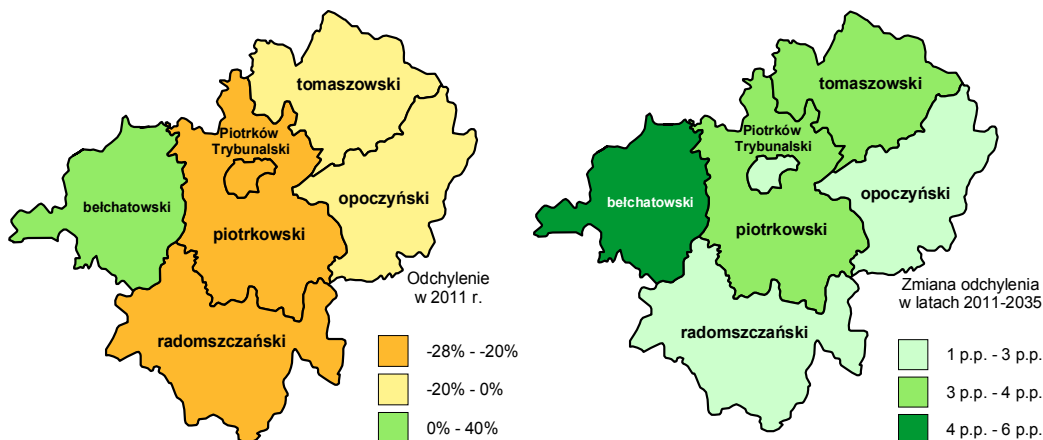 tomaszowski
Piotrków
Trybunalski
opoczyński
bełchatowski
piotrkowski
radomszczański
Odchylenie
w 2011 r.
-28% - -20%
-20% - 0%
0% - 40%
tomaszowski
Piotrków
Trybunalski
opoczyński
bełchatowski
piotrkowski
radomszczański
Zmiana odchylenia
w latach 2011-2035
1 p.p. - 3 p.p.
3 p.p. - 4 p.p.
4 p.p. - 6 p.p.